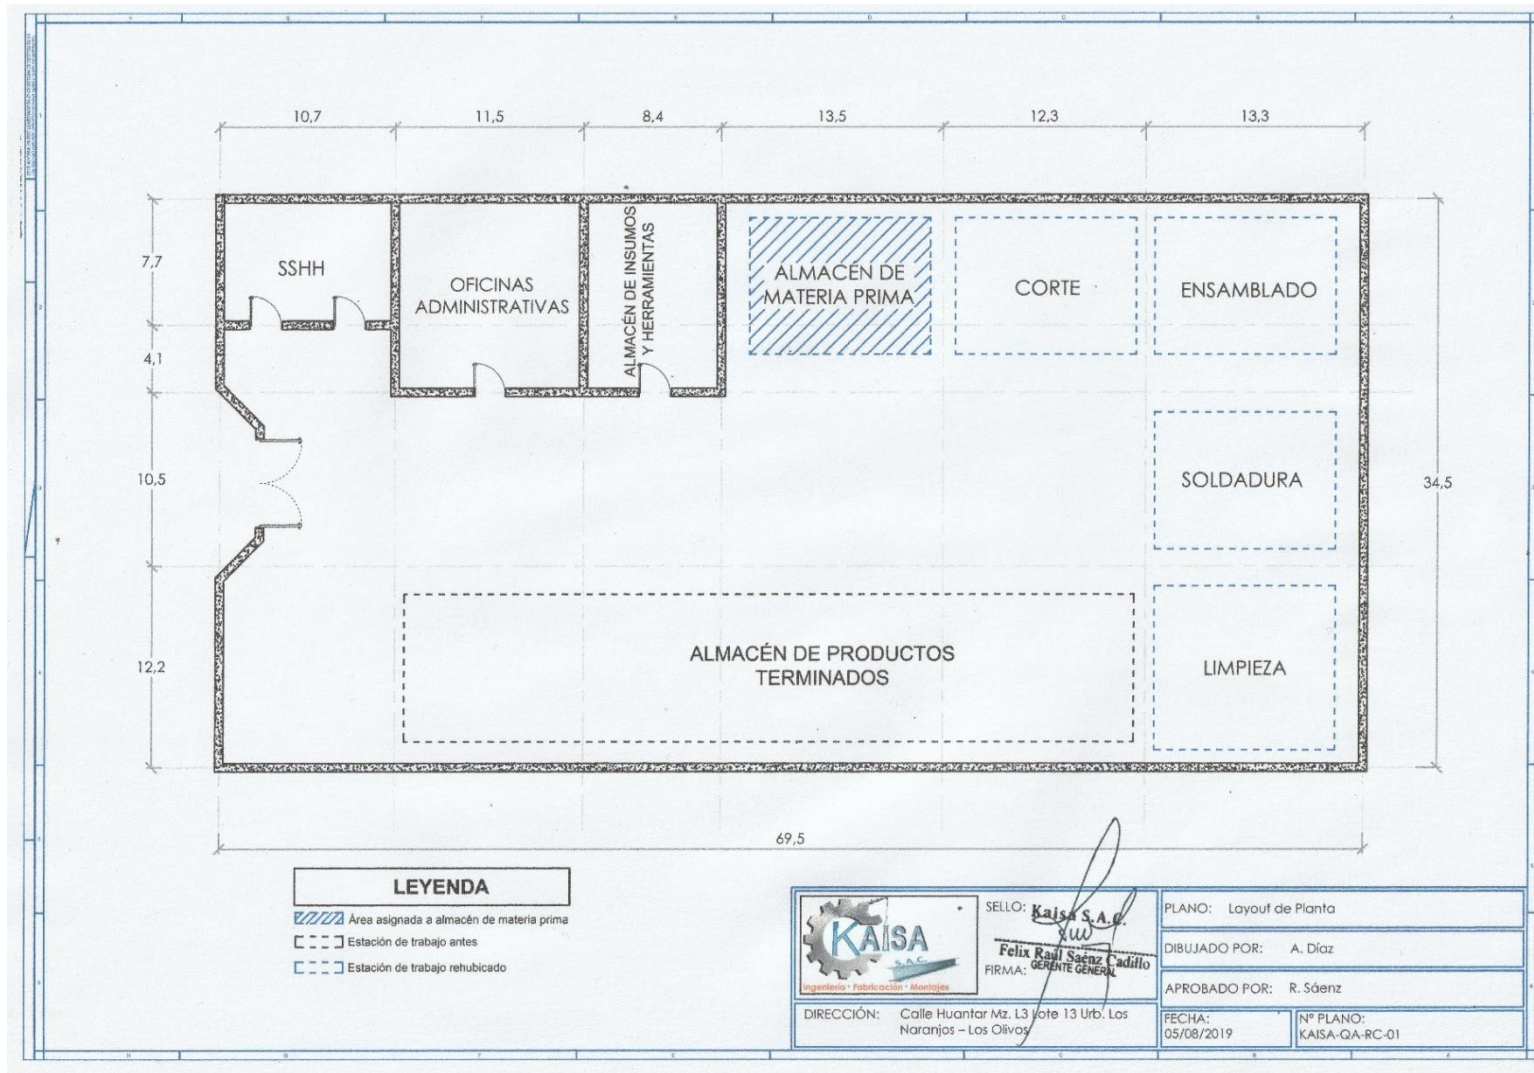 10,7
11,5
8,4
13,5
12,3
13,3
7,7
4,1
10,5
12,2
34,5
69,5
SSHH
OFICINAS
ADMINISTRATIVAS
ALMACÉN DE INSUMOS
Y HERRAMIENTAS
ALMACÉN DE
MATERIA PRIMA
CORTE
ENSAMBLADO
SOLDADURA
LIMPIEZA
ALMACÉN DE PRODUCTOS
TERMINADOS
LEYENDA
Área asignada a almacén de materia prima
Estación de trabajo antes
Estación de trabajo rehubicado
KAISA
S.A.C.
Ingeniería • Fabricación • Montajes
SELLO:
Kaisa S.A.C.
Felix Raúl Saénz Cadillo
GERENTE GENERAL
FIRMA:
DIRECCIÓN: Calle Huantar Mz. L3 Lote 13 Urb. Los
Naranjos – Los Olivos
PLANO: Layout de Planta
DIBUJADO POR: A. Díaz
APROBADO POR: R. Sáenz
FECHA:
05/08/2019
Nº PLANO:
KAISA-QA-RC-01